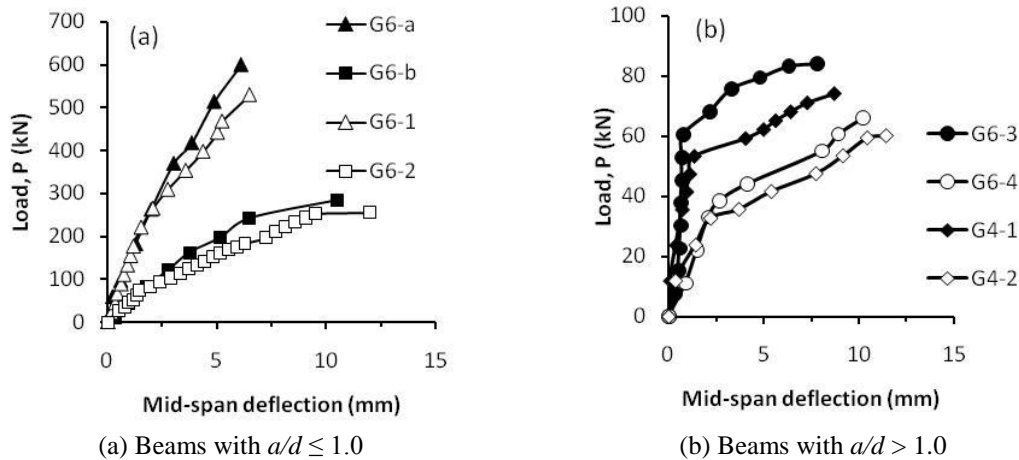 (a)
700
600
500
400
300
200
100
0
0 5 10 15
Load, P (kN)
Mid-span deflection (mm)
G6-a
G6-b
G6-1
G6-2
(a) Beams with a/d ≤ 1.0
(b)
100
80
60
40
20
0
0 5 10 15
Load, P (kN)
Mid-span deflection (mm)
G6-3
G6-4
G4-1
G4-2
(b) Beams with a/d > 1.0